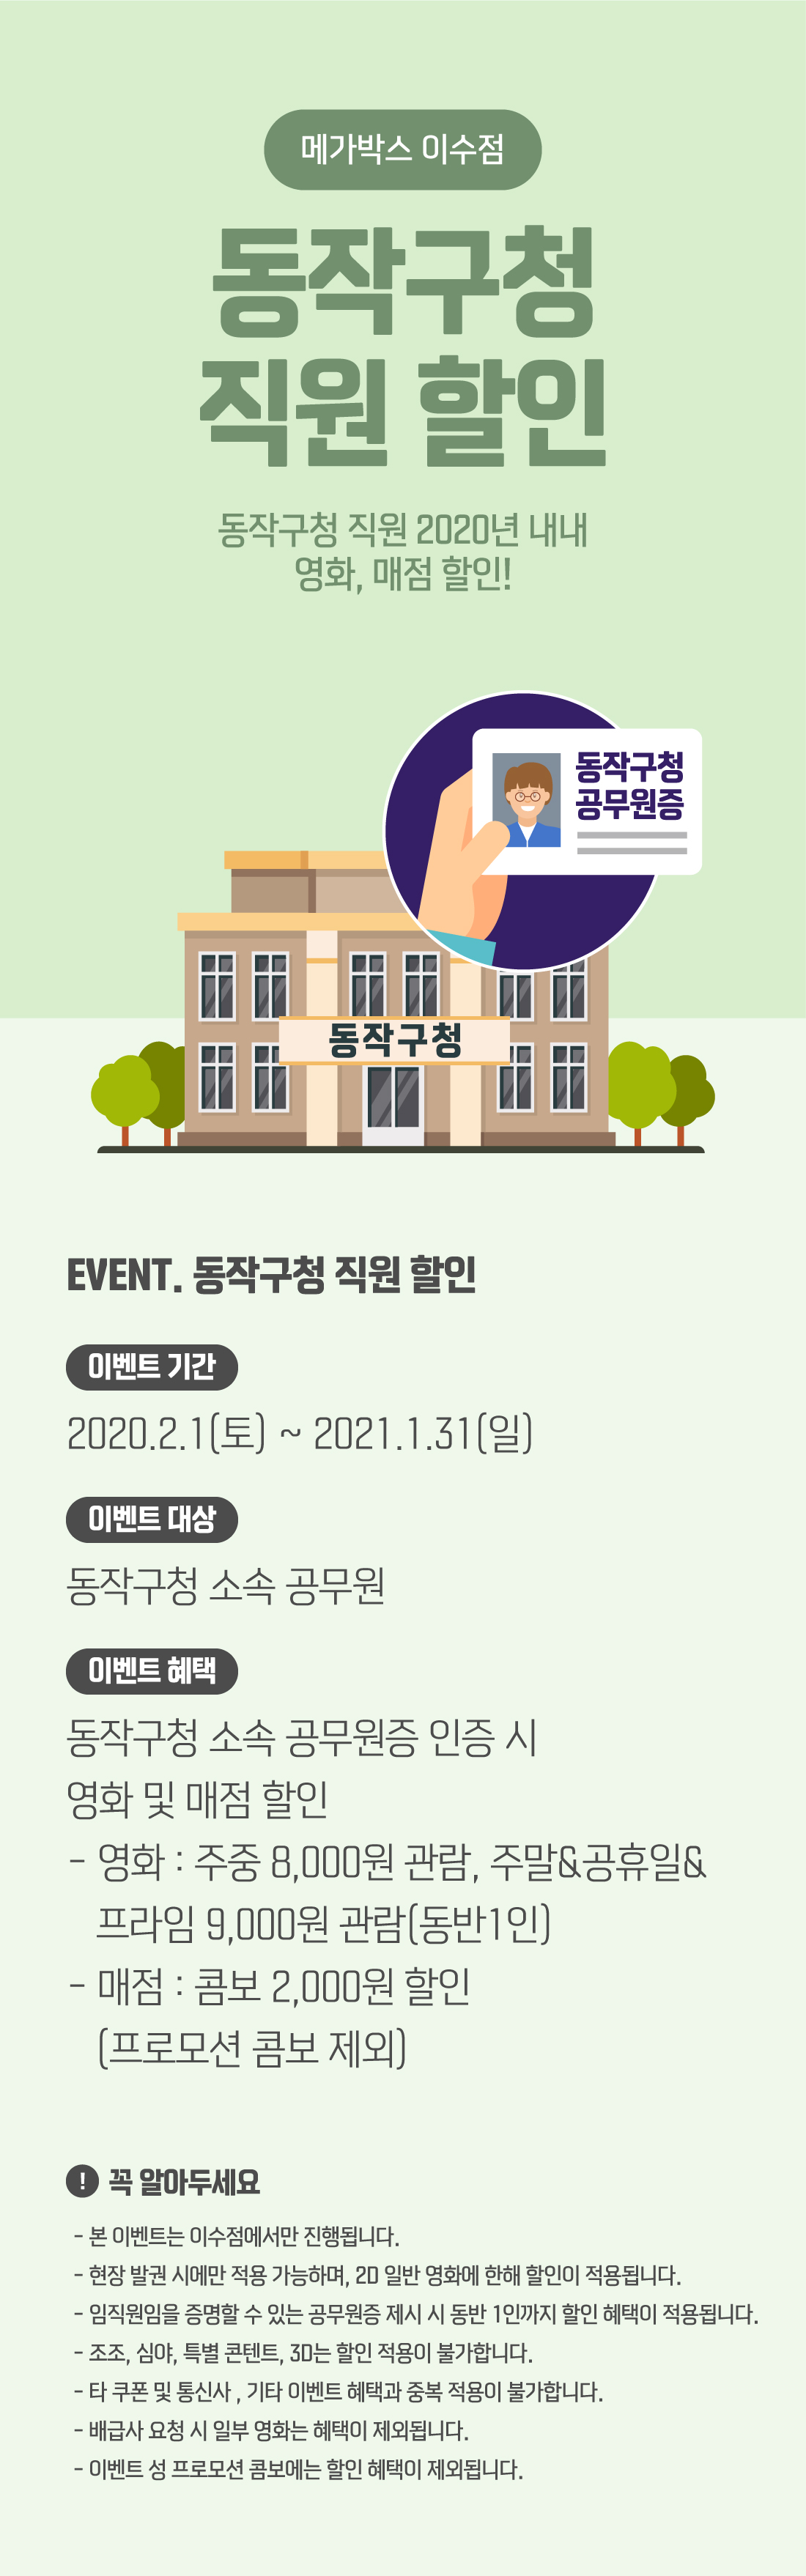 메가박스 이수점
동작구청
직원 할인
동작구청 직원 2020년 내내
영화, 매점 할인!
동작구청
공무원증
동작구청
EVENT. 동작구청 직원 할인
이벤트 기간
2020.2.1(토) ~ 2021.1.31(일)
이벤트 대상
동작구청 소속 공무원
이벤트 혜택
동작구청 소속 공무원증 인증 시
영화 및 매점 할인
- 영화 : 주중 8,000원 관람, 주말&공휴일&
프라임 9,000원 관람(동반1인)
- 매점 : 콤보 2,000원 할인
(프로모션 콤보 제외)
! 꼭 알아두세요
- 본 이벤트는 이수점에서만 진행됩니다.
- 현장 발권 시에만 적용 가능하며, 2D 일반 영화에 한해 할인이 적용됩니다.
- 임직원임을 증명할 수 있는 공무원증 제시 시 동반 1인까지 할인 혜택이 적용됩니다.
- 조조, 심야, 특별 콘텐트, 3D는 할인 적용이 불가합니다.
- 타 쿠폰 및 통신사 , 기타 이벤트 혜택과 중복 적용이 불가합니다.
- 배급사 요청 시 일부 영화는 혜택이 제외됩니다.
- 이벤트 성 프로모션 콤보에는 할인 혜택이 제외됩니다.